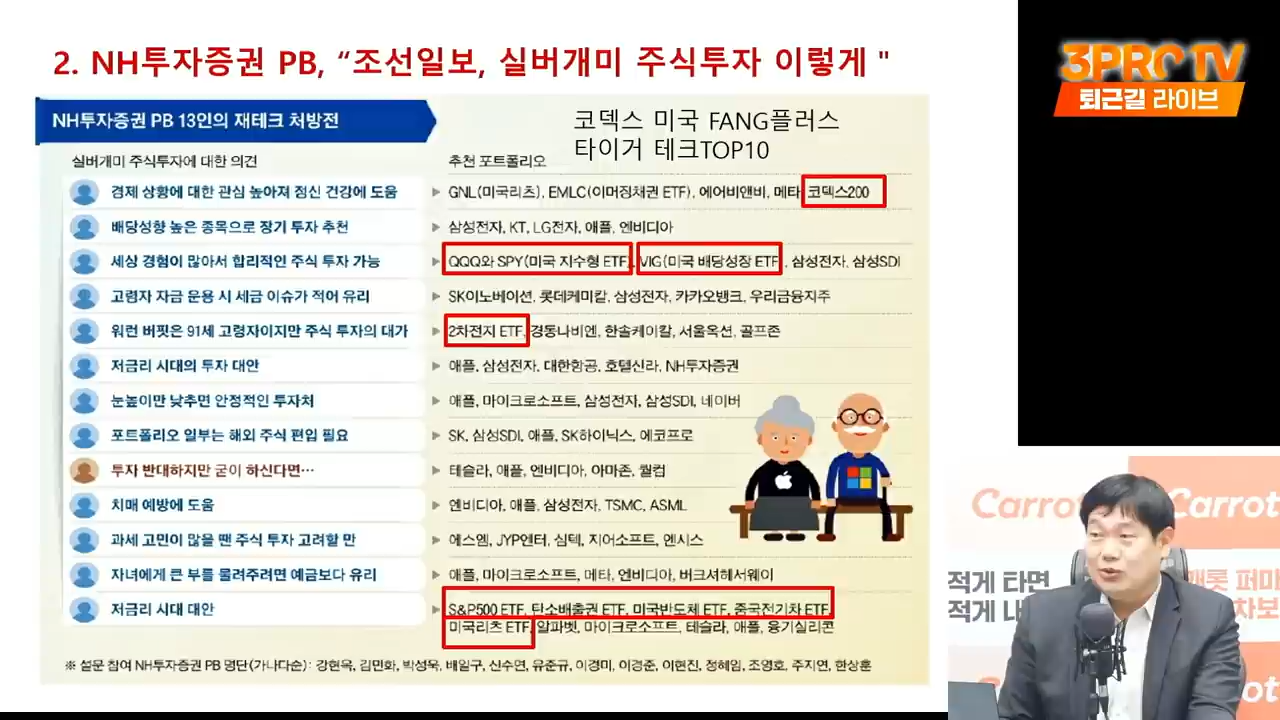 2. NH투자증권 PB, “조선일보, 실버개미 주식투자 이렇게 "
3PRO TV
퇴근길 라이브
NH투자증권 PB 13인의 재테크 처방전
코덱스 미국 FANG플러스
타이거 테크TOP10
실버개미 주식투자에 대한 의견
추천 포트폴리오
경제 상황에 대한 관심 높아져 정신 건강에 도움
▶ GNL(미국리츠), EMLC(이머징채권 ETF), 에어비앤비, 메타 코덱스200
배당성향 높은 종목으로 장기 투자 추천
▶ 삼성전자, KT, LG전자, 애플, 엔비디아
세상 경험이 많아서 합리적인 주식 투자 가능
▶ QQQ와 SPY(미국 지수형 ETF), VIG(미국 배당성장 ETF), 삼성전자, 삼성SDI
고령자 자금 운용 시 세금 이슈가 적어 유리
▶ SK이노베이션, 롯데케미칼, 삼성전자, 카카오뱅크, 우리금융지주
워런 버핏은 91세 고령자이지만 주식 투자의 대가
▶ 2차전지 ETF, 경동나비엔, 한솔케이칼, 서울옥션, 골프존
저금리 시대의 투자 대안
▶ 애플, 삼성전자, 대한항공, 호텔신라, NH투자증권
눈높이만 낮추면 안정적인 투자처
▶ 애플, 마이크로소프트, 삼성전자, 삼성SDI, 네이버
포트폴리오 일부는 해외 주식 편입 필요
▶ SK, 삼성SDI, 애플, SK하이닉스, 에코프로
투자 반대하지만 굳이 하신다면…
▶ 테슬라, 애플, 엔비디아, 아마존, 퀄컴
치매 예방에 도움
▶ 엔비디아, 애플, 삼성전자, TSMC, ASML
과세 고민이 많을 땐 주식 투자 고려할 만
▶ 에스엠, JYP엔터, 심텍, 지어소프트, 엔시스
자녀에게 큰 부를 물려주려면 예금보다 유리
▶ 애플, 마이크로소프트, 메타, 엔비디아, 버크셔해서웨이
저금리 시대 대안
▶ S&P500 ETF, 탄소배출권 ETF, 미국반도체 ETF, 중국전기차 ETF,
미국리츠 ETF, 알파벳, 마이크로소프트, 테슬라, 애플, 융기실리콘
※ 설문 참여 NH투자증권 PB 명단(가나다순): 강현옥, 김민화, 박성욱, 배일구, 신수연, 유준규, 이경미, 이경준, 이현진, 정혜임, 조영호, 주지연, 한상훈
Carrot
Carrot
적게 타면
적게 내
캐롯 퍼마
차보